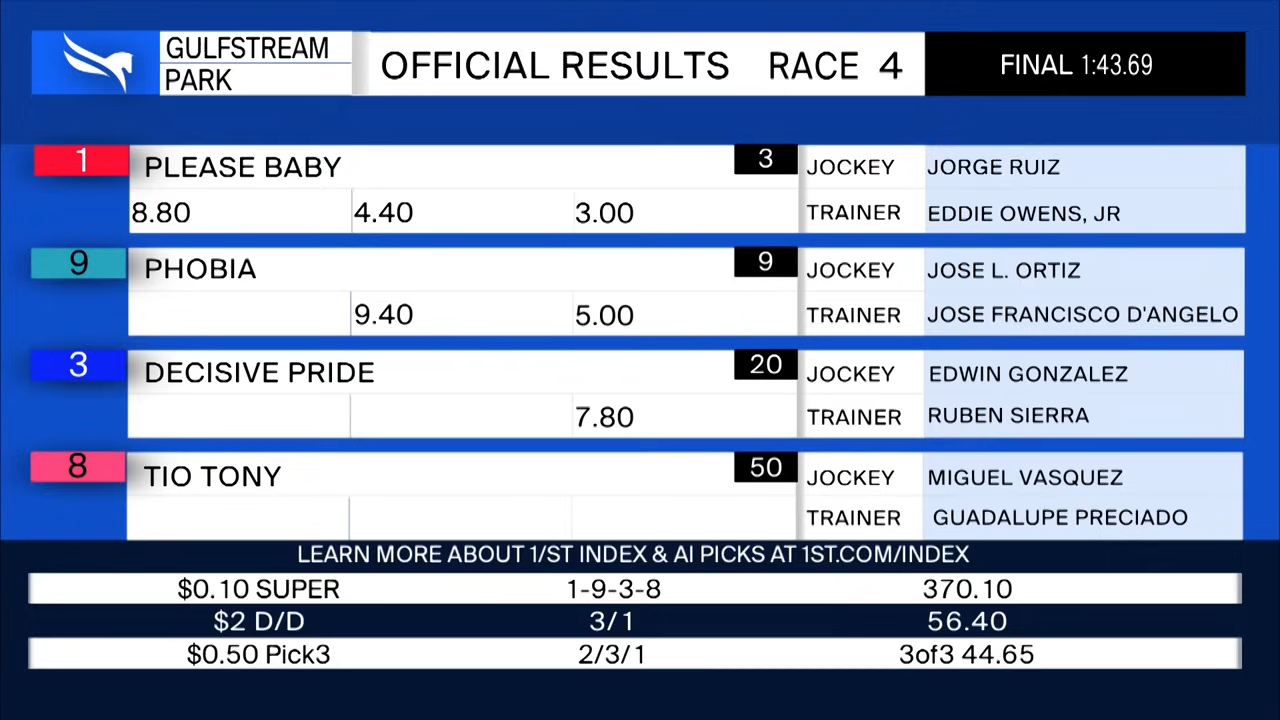 GULFSTREAM
PARK
OFFICIAL RESULTS RACE 4
FINAL 1:43.69
1 PLEASE BABY 3 JOCKEY JORGE RUIZ
8.80 4.40 3.00 TRAINER EDDIE OWENS, JR
9 PHOBIA 9 JOCKEY JOSE L. ORTIZ
9.40 5.00 TRAINER JOSE FRANCISCO D'ANGELO
3 DECISIVE PRIDE 20 JOCKEY EDWIN GONZALEZ
7.80 TRAINER RUBEN SIERRA
8 TIO TONY 50 JOCKEY MIGUEL VASQUEZ
TRAINER GUADALUPE PRECIADO
LEARN MORE ABOUT 1/ST INDEX & AI PICKS AT 1ST.COM/INDEX
$0.10 SUPER 1-9-3-8 370.10
$2 D/D 3/1 56.40
$0.50 Pick3 2/3/1 3of3 44.65